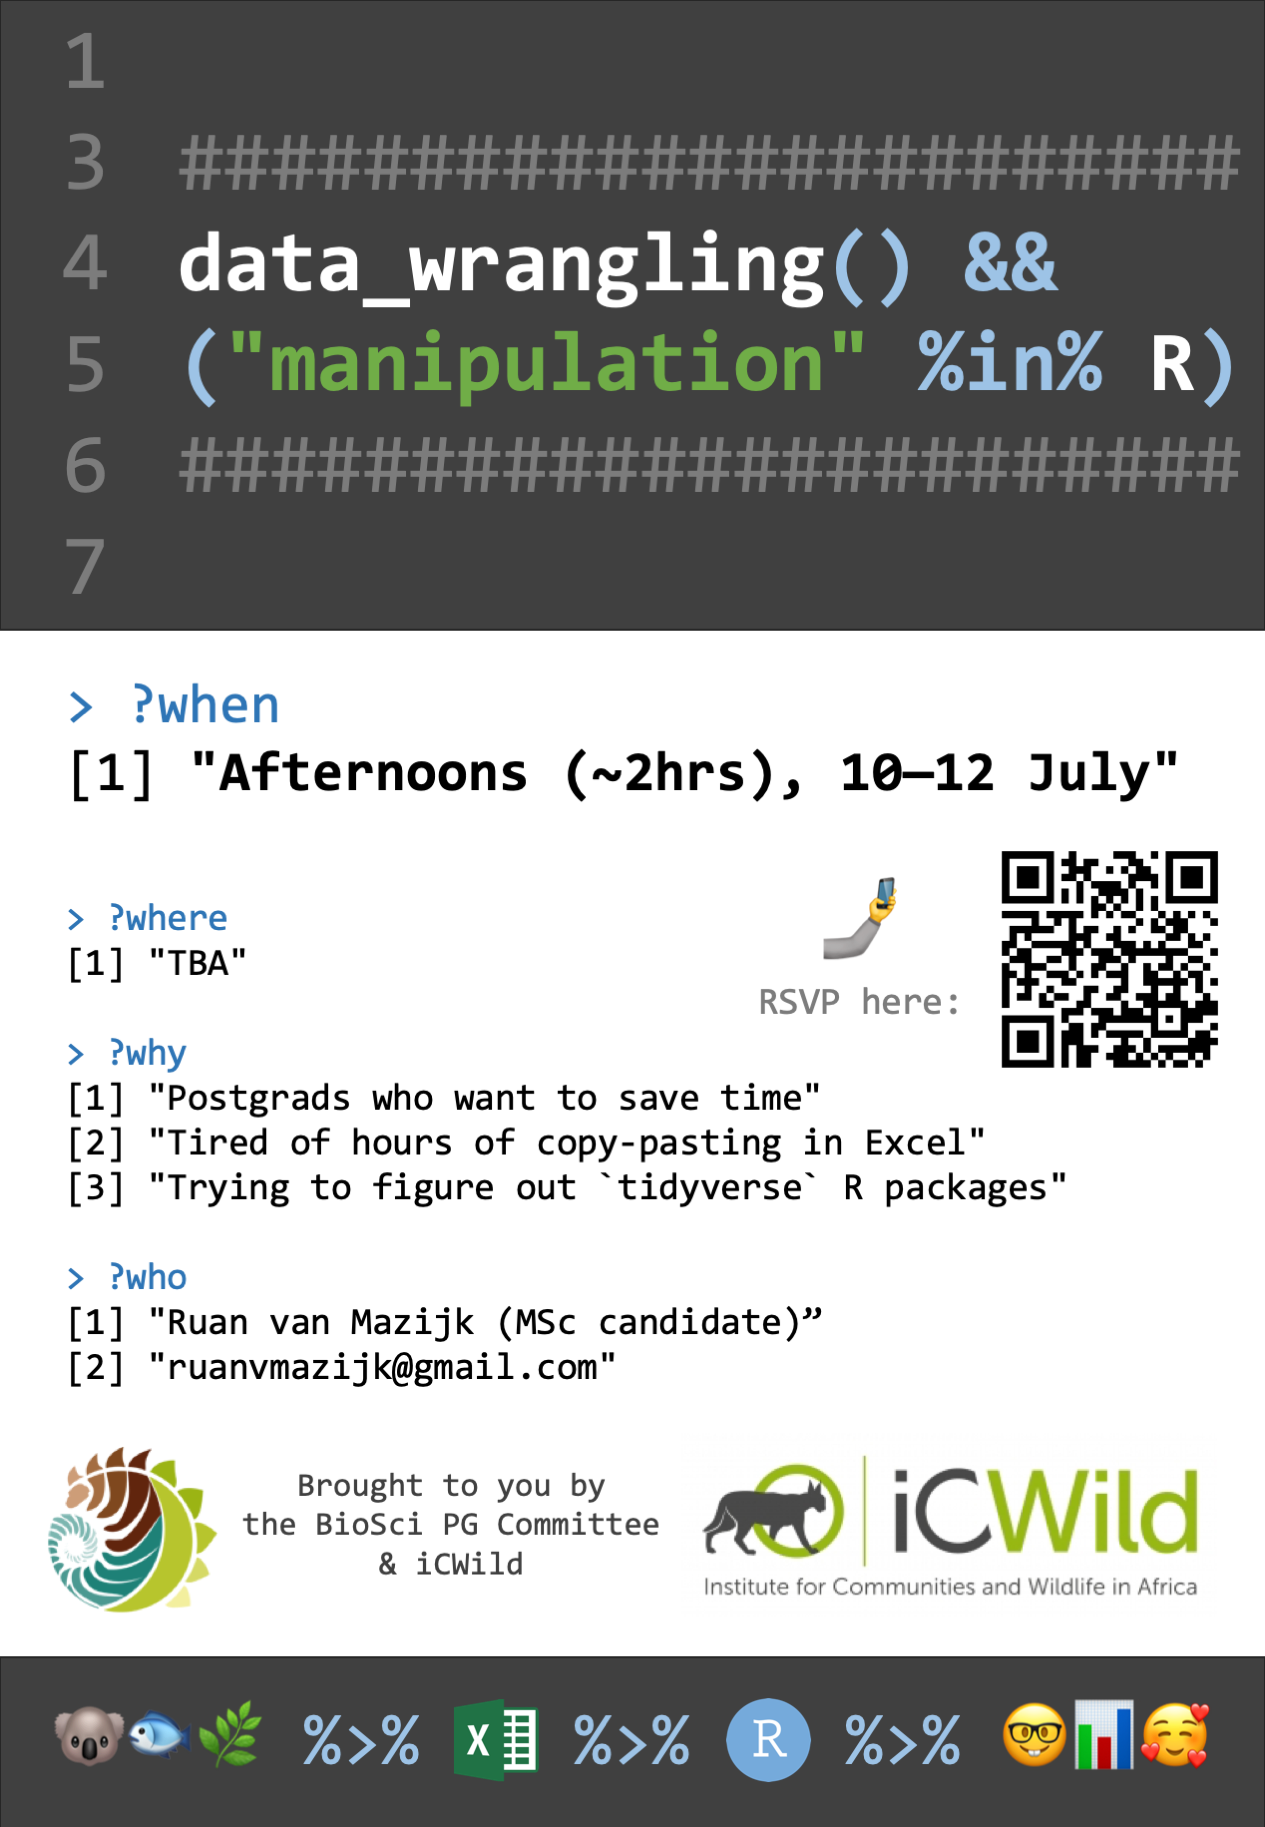 1
3 #######################
4 data_wrangling() &&
5 ("manipulation" %in% R)
6 #######################
7
> ?when
[1] "Afternoons (~2hrs), 10–12 July"
> ?where
[1] "TBA"
RSVP here:
> ?why
[1] "Postgrads who want to save time"
[2] "Tired of hours of copy-pasting in Excel"
[3] "Trying to figure out `tidyverse` R packages"
> ?who
[1] "Ruan van Mazijk (MSc candidate)”
[2] "ruanvmazijk@gmail.com"
Brought to you by
the BioSci PG Committee
& iCWild
iCWild
Institute for Communities and Wildlife in Africa
%>% X %>% R %>%